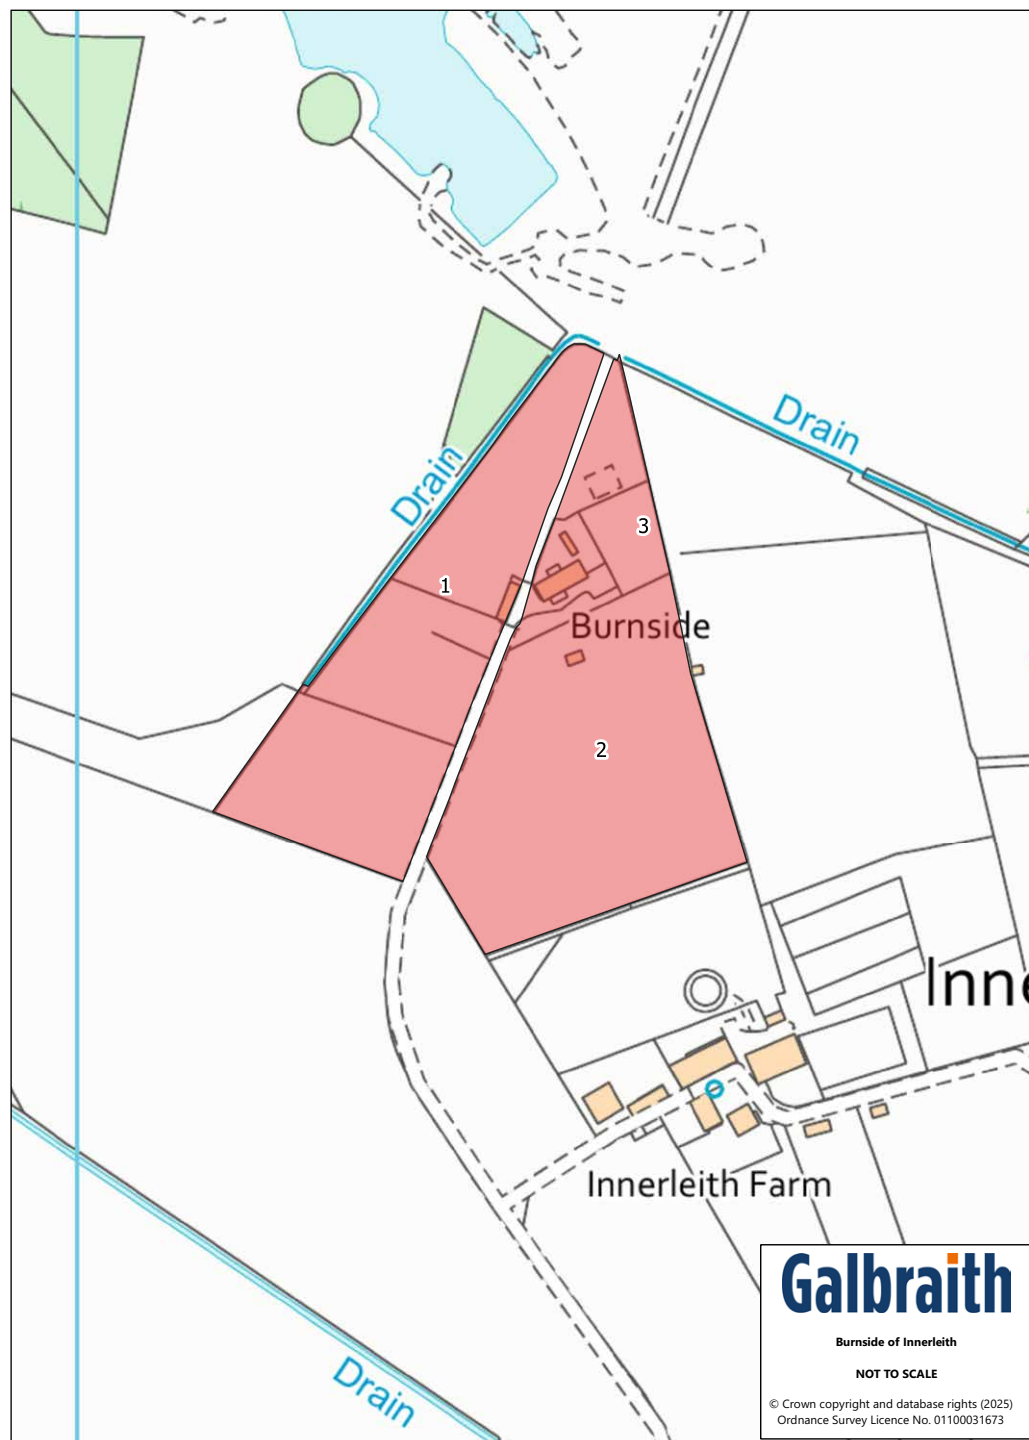 Drain
Drain
3
1
Burnside
2
Inne
Innerleith Farm
Drain
Galbraith
Burnside of Innerleith
NOT TO SCALE
© Crown copyright and database rights (2025)
Ordnance Survey Licence No. 01100031673